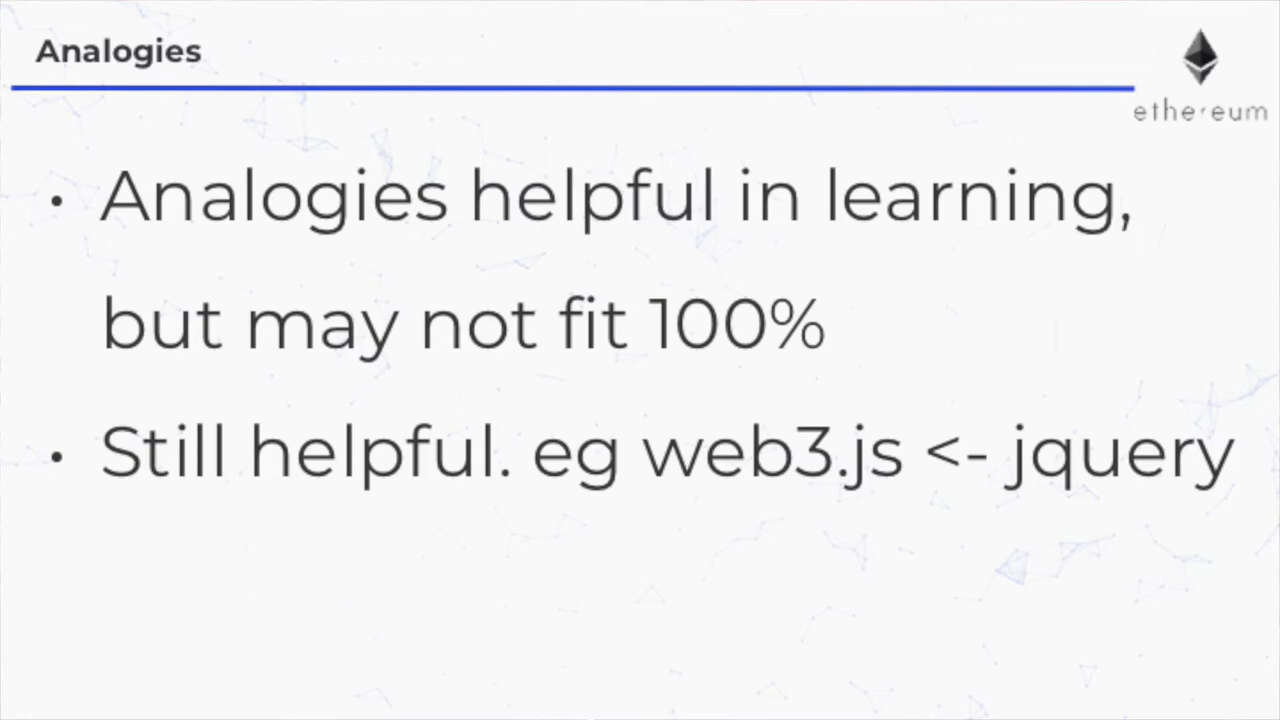 Analogies
ethereum
• Analogies helpful in learning,
but may not fit 100%
• Still helpful. eg web3.js <- jquery